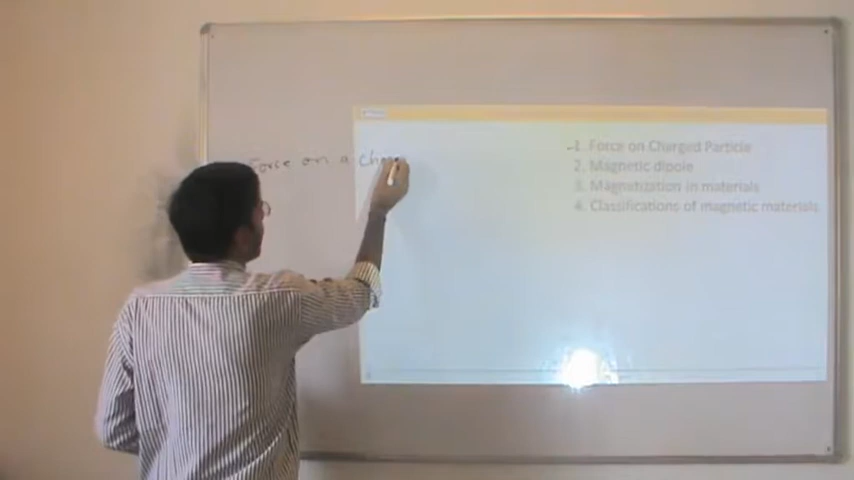 Force on a cha
1. Force on Charged Particle
2. Magnetic dipole
3. Magnetization in materials
4. Classifications of magnetic materials